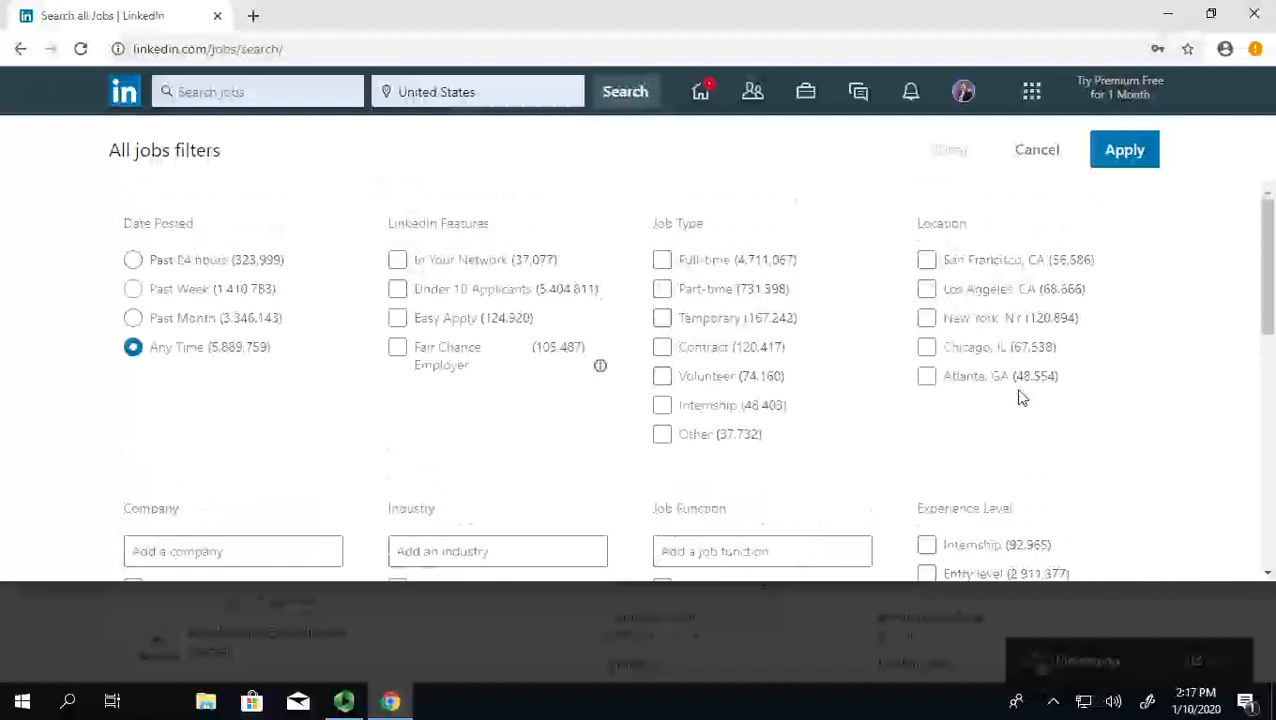 Search all Jobs | LinkedIn
linkedin.com/jobs/search/
in
Search jobs
United States
Search
Try Premium Free
for 1 Month
All jobs filters
Clear
Cancel
Apply
Date Posted
Past 24 hours (323,999)
Past Week (1,410,783)
Past Month (3,346,143)
Any Time (5,889,759)
LinkedIn Features
In Your Network (37,077)
Under 10 Applicants (5,404,811)
Easy Apply (124,920)
Fair Chance Employer (105,487)
Job Type
Full-time (4,711,067)
Part-time (731,398)
Temporary (167,242)
Contract (120,417)
Volunteer (74,160)
Internship (48,403)
Other (37,732)
Location
San Francisco, CA (56,586)
Los Angeles, CA (68,666)
New York, NY (120,894)
Chicago, IL (67,538)
Atlanta, GA (48,554)
Company
Add a company
Industry
Add an industry
Job Function
Add a job function
Experience Level
Internship (92,965)
Entry level (2,911,377)
Messaging
2:17 PM
1/10/2020